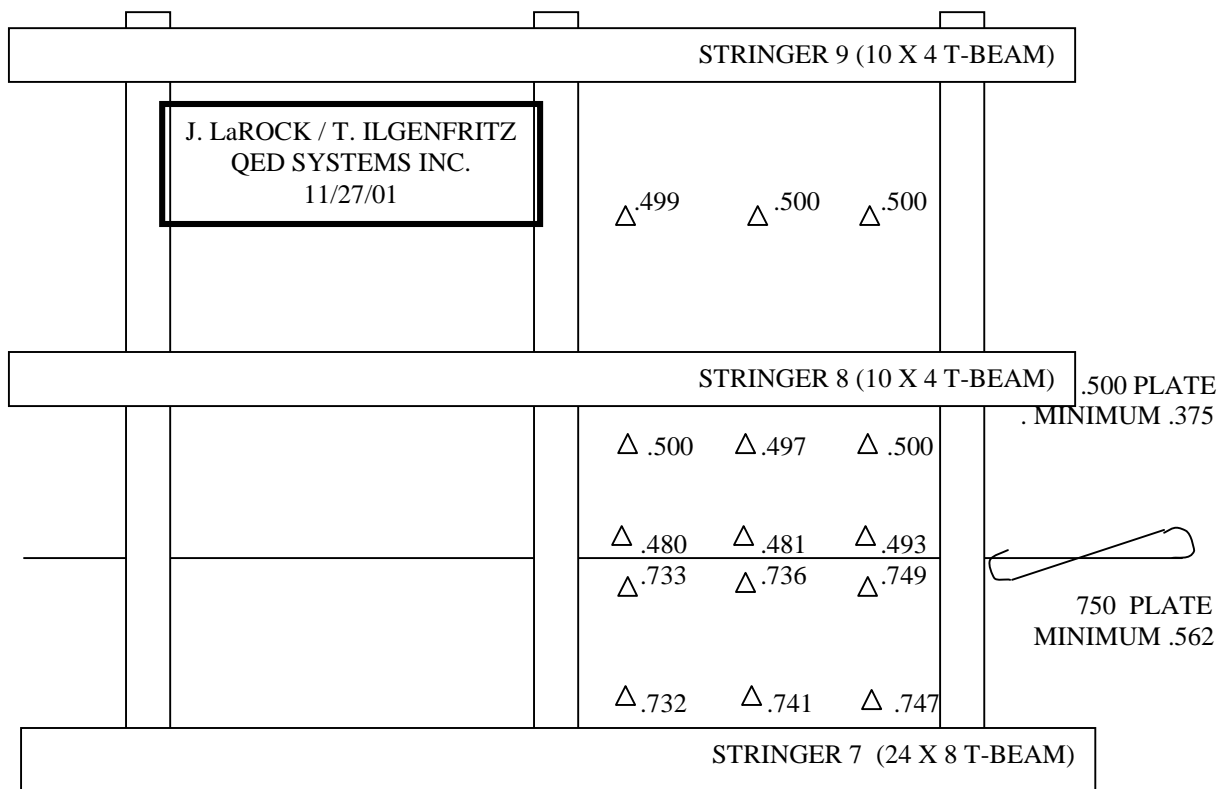 STRINGER 9 (10 X 4 T-BEAM)
J. LaROCK / T. ILGENFRITZ
QED SYSTEMS INC.
11/27/01
.499 .500 .500
STRINGER 8 (10 X 4 T-BEAM)
.500 PLATE
. MINIMUM .375
.500 .497 .500
.480 .481 .493
.733 .736 .749
750 PLATE
MINIMUM .562
.732 .741 .747
STRINGER 7 (24 X 8 T-BEAM)